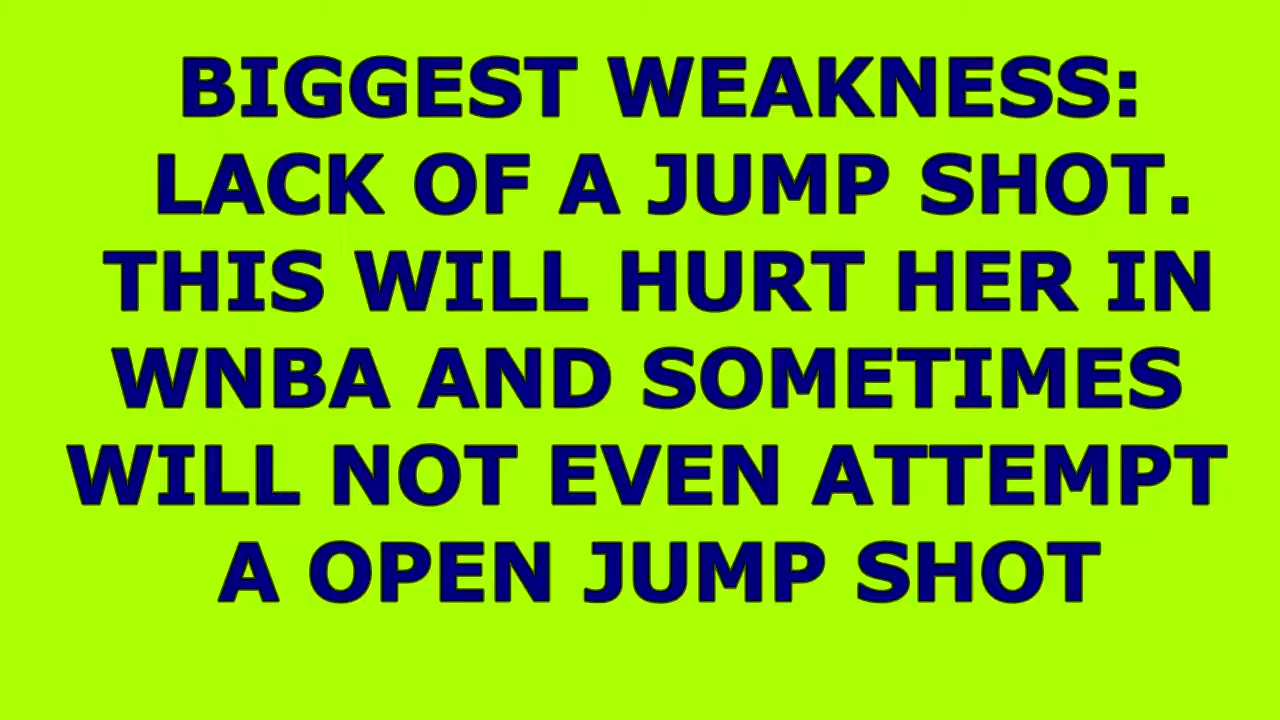 BIGGEST WEAKNESS:
LACK OF A JUMP SHOT.
THIS WILL HURT HER IN
WNBA AND SOMETIMES
WILL NOT EVEN ATTEMPT
A OPEN JUMP SHOT